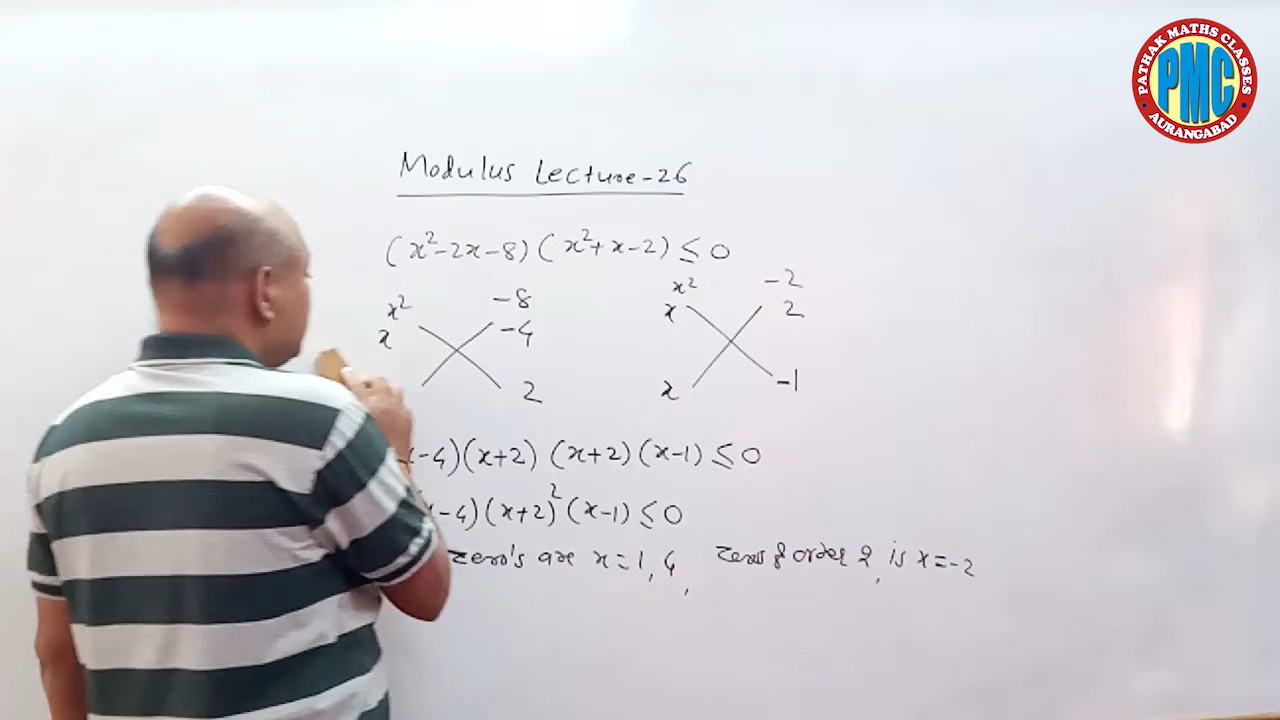 PATHAK MATHS CLASSES
PMC
AURANGABAD
Modulus Lecture-26
(x²-2x-8)(x²+x-2) ≤ 0
x² -8 x² -2
x -4 x 2
2 x -1
-4)(x+2) (x+2)(x-1) ≤ 0
-4)(x+2)²(x-1) ≤ 0
zero's are x=1,4, zero of order 2, is x=-2